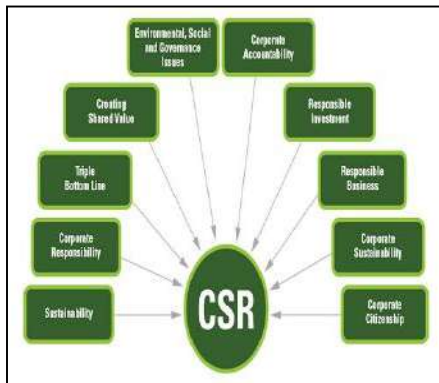 Environmental, Social
and Governance
Issues
Corporate
Accountability
Creating
Shared Value
Responsible
Investment
Triple
Bottom Line
Responsible
Business
Corporate
Responsibility
Corporate
Sustainability
Sustainability
CSR
Corporate
Citizenship